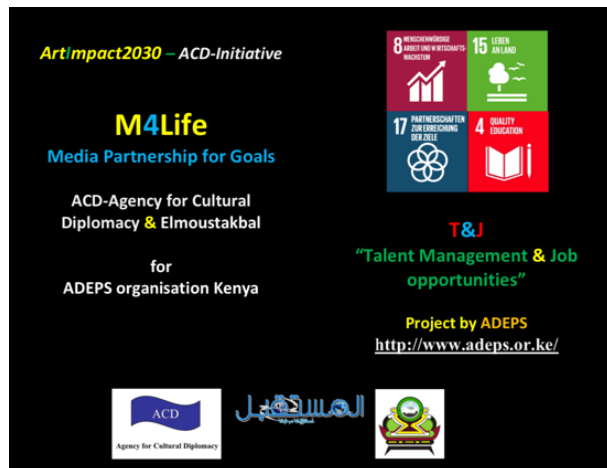 ArtImpact2030 – ACD-Initiative
M4Life
Media Partnership for Goals
ACD-Agency for Cultural
Diplomacy & Elmoustakbal
for
ADEPS organisation Kenya
8 MENSCHENWÜRDIGE
ARBEIT UND WIRTSCHAFTS-
WACHSTUM
15 LEBEN
AN LAND
17 PARTNERSCHAFTEN
ZUR ERREICHUNG
DER ZIELE
4 QUALITY
EDUCATION
T&J
“Talent Management & Job
opportunities”
Project by ADEPS
http://www.adeps.or.ke/
ACD
Agency for Cultural Diplomacy
المستقبل